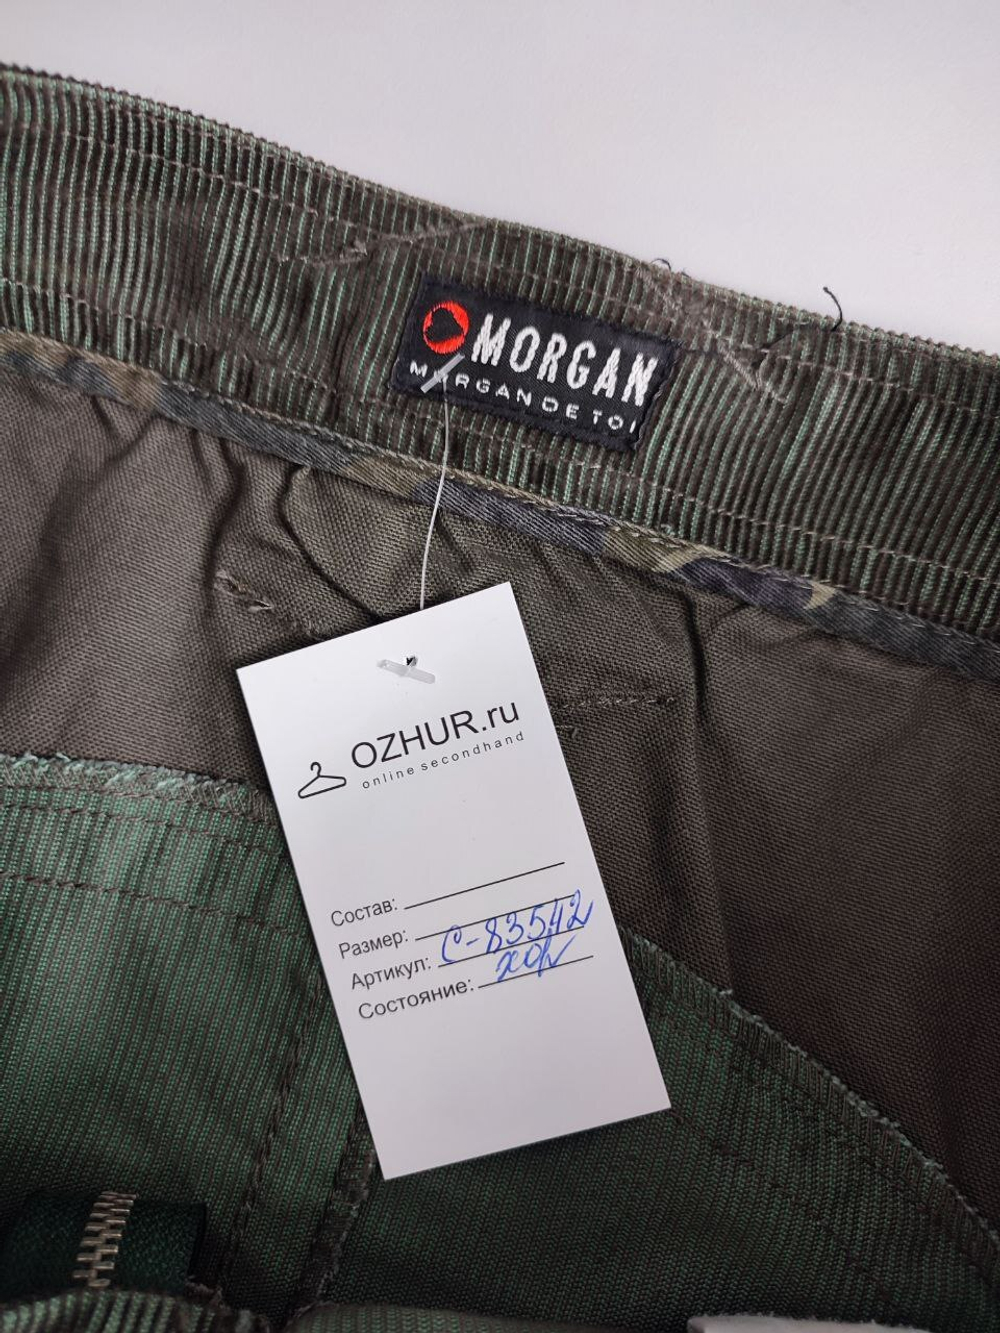 MORGAN
MORGAN DE TOI
OZHUR.ru
online secondhand
Состав:
Размер:
Артикул: С-83542
Состояние: хор